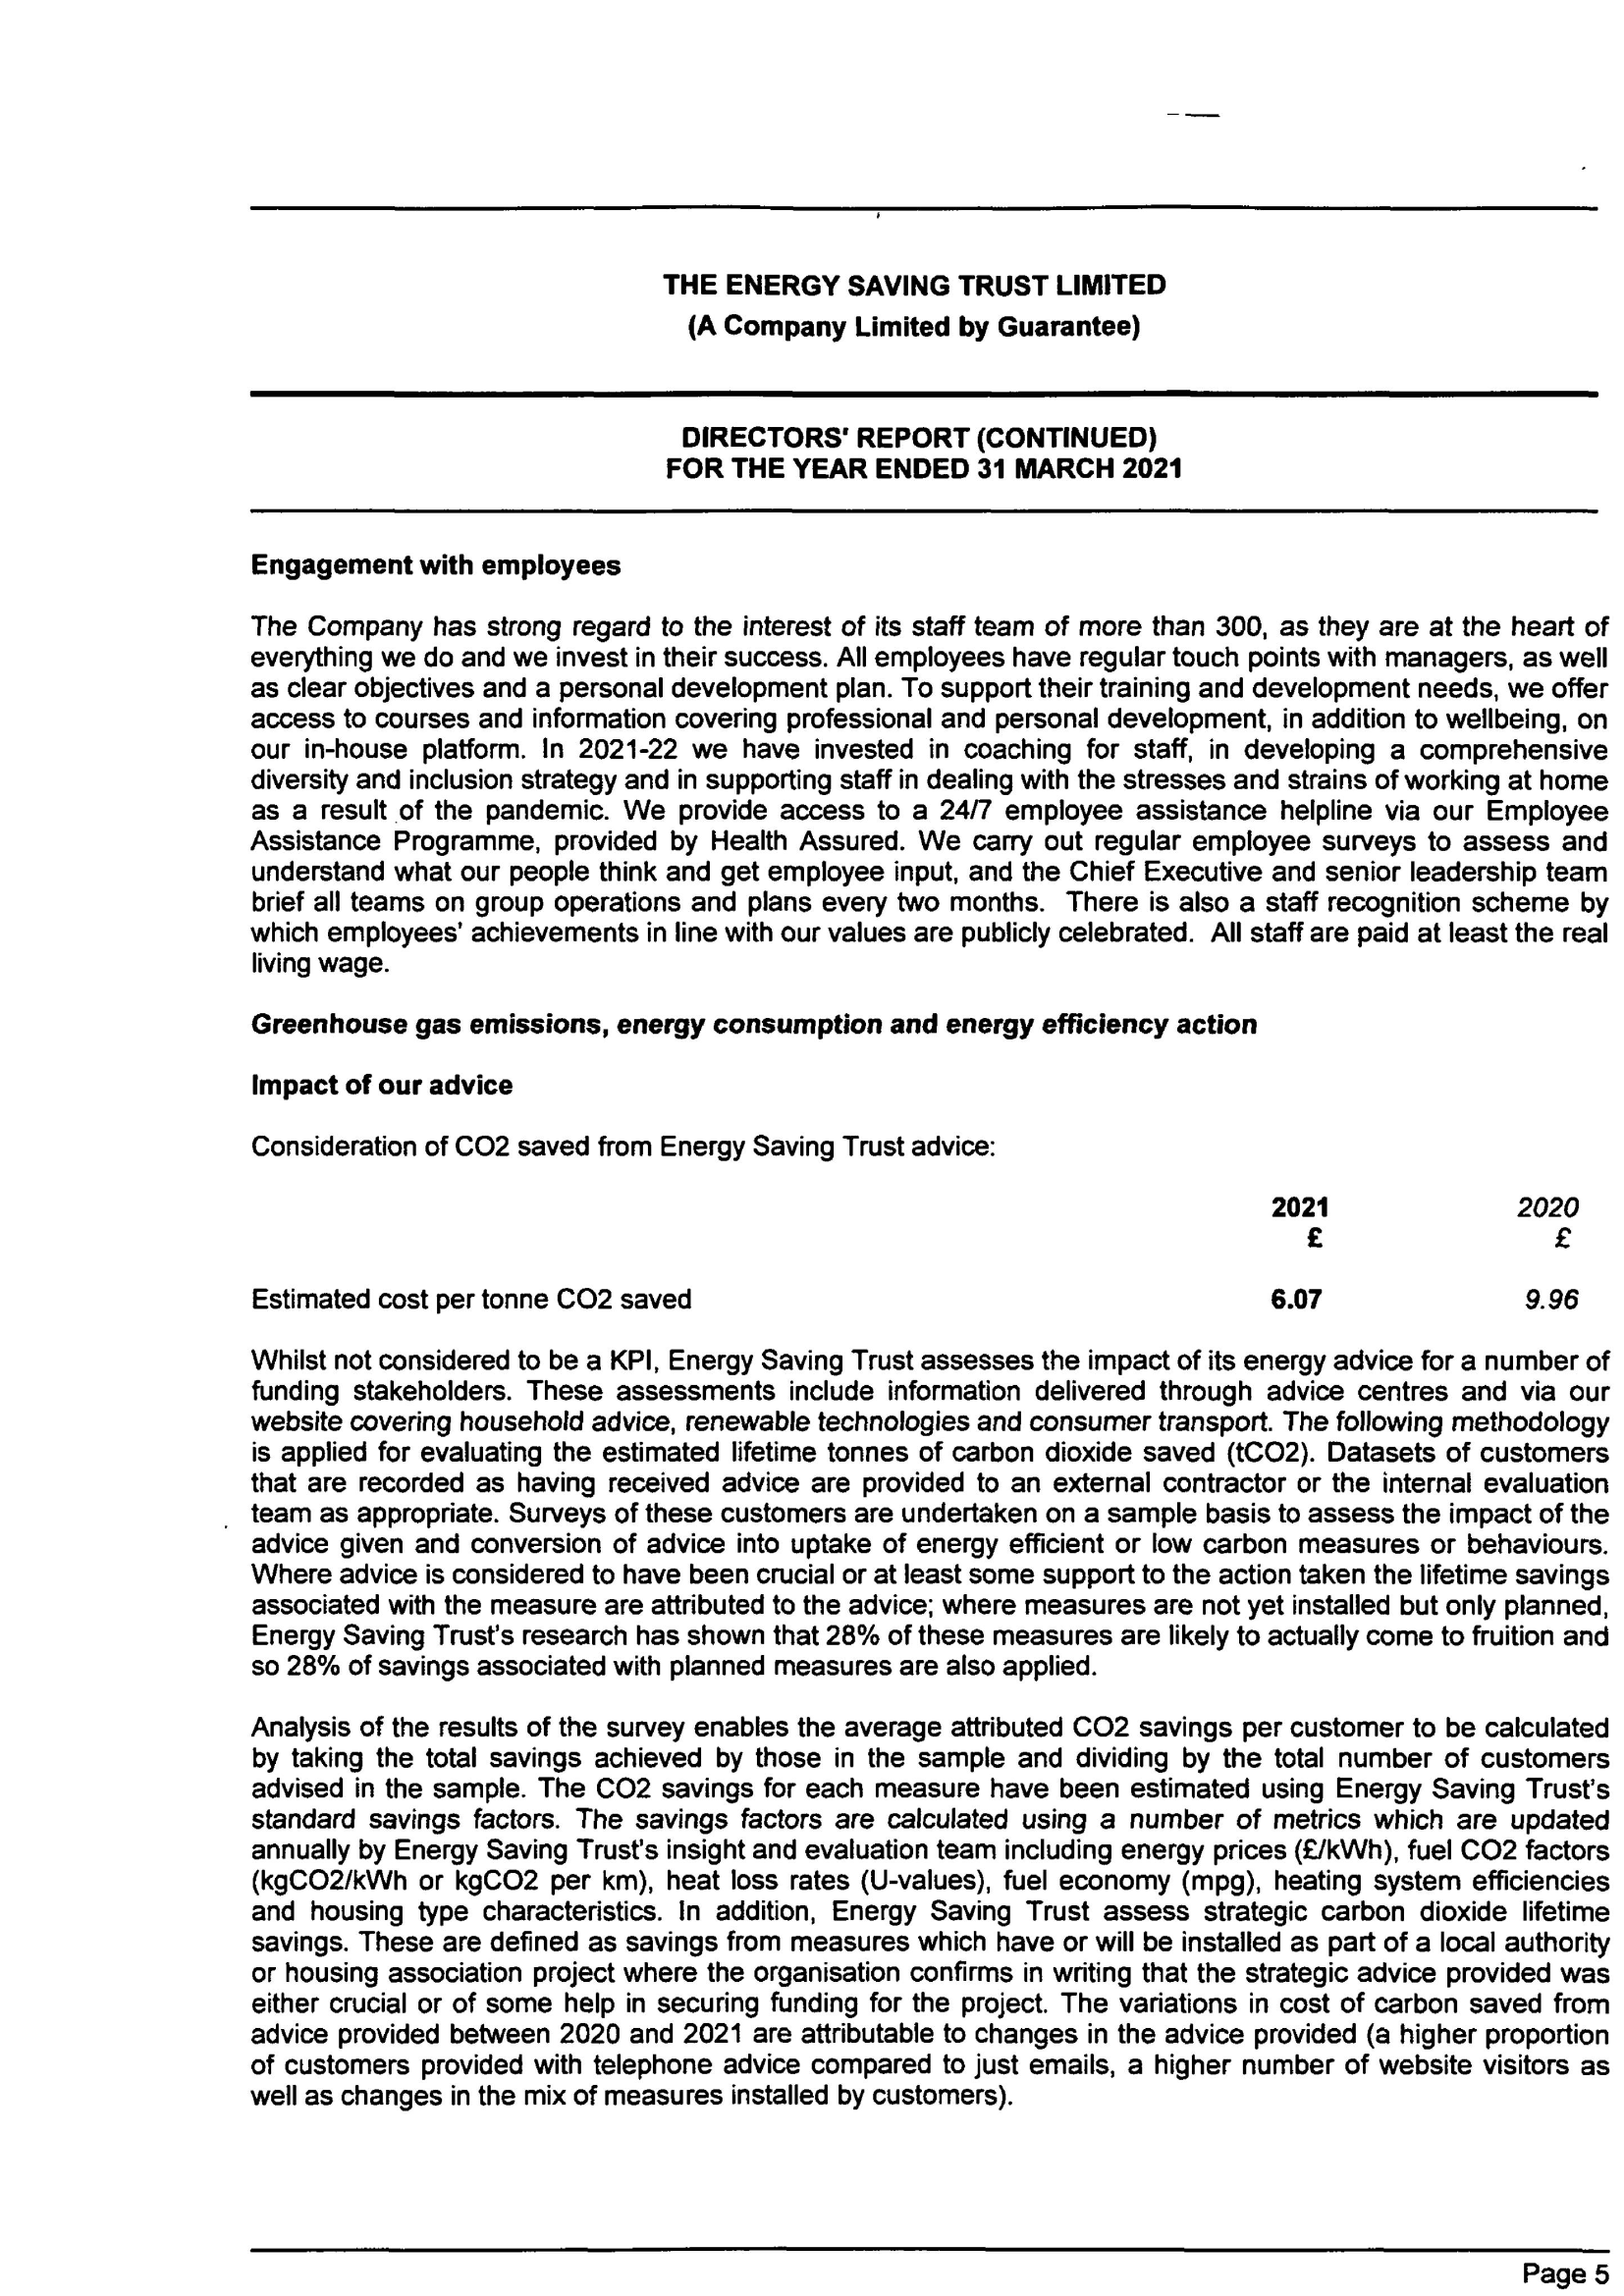 THE ENERGY SAVING TRUST LIMITED
(A Company Limited by Guarantee)
DIRECTORS' REPORT (CONTINUED)
FOR THE YEAR ENDED 31 MARCH 2021
Engagement with employees
The Company has strong regard to the interest of its staff team of more than 300, as they are at the heart of
everything we do and we invest in their success. All employees have regular touch points with managers, as well
as clear objectives and a personal development plan. To support their training and development needs, we offer
access to courses and information covering professional and personal development, in addition to wellbeing, on
our in-house platform. In 2021-22 we have invested in coaching for staff, in developing a comprehensive
diversity and inclusion strategy and in supporting staff in dealing with the stresses and strains of working at home
as a result of the pandemic. We provide access to a 24/7 employee assistance helpline via our Employee
Assistance Programme, provided by Health Assured. We carry out regular employee surveys to assess and
understand what our people think and get employee input, and the Chief Executive and senior leadership team
brief all teams on group operations and plans every two months. There is also a staff recognition scheme by
which employees' achievements in line with our values are publicly celebrated. All staff are paid at least the real
living wage.
Greenhouse gas emissions, energy consumption and energy efficiency action
Impact of our advice
Consideration of CO2 saved from Energy Saving Trust advice:
2021 2020
£ £
Estimated cost per tonne CO2 saved 6.07 9.96
Whilst not considered to be a KPI, Energy Saving Trust assesses the impact of its energy advice for a number of
funding stakeholders. These assessments include information delivered through advice centres and via our
website covering household advice, renewable technologies and consumer transport. The following methodology
is applied for evaluating the estimated lifetime tonnes of carbon dioxide saved (tCO2). Datasets of customers
that are recorded as having received advice are provided to an external contractor or the internal evaluation
team as appropriate. Surveys of these customers are undertaken on a sample basis to assess the impact of the
advice given and conversion of advice into uptake of energy efficient or low carbon measures or behaviours.
Where advice is considered to have been crucial or at least some support to the action taken the lifetime savings
associated with the measure are attributed to the advice; where measures are not yet installed but only planned,
Energy Saving Trust's research has shown that 28% of these measures are likely to actually come to fruition and
so 28% of savings associated with planned measures are also applied.
Analysis of the results of the survey enables the average attributed CO2 savings per customer to be calculated
by taking the total savings achieved by those in the sample and dividing by the total number of customers
advised in the sample. The CO2 savings for each measure have been estimated using Energy Saving Trust's
standard savings factors. The savings factors are calculated using a number of metrics which are updated
annually by Energy Saving Trust's insight and evaluation team including energy prices (£/kWh), fuel CO2 factors
(kgCO2/kWh or kgCO2 per km), heat loss rates (U-values), fuel economy (mpg), heating system efficiencies
and housing type characteristics. In addition, Energy Saving Trust assess strategic carbon dioxide lifetime
savings. These are defined as savings from measures which have or will be installed as part of a local authority
or housing association project where the organisation confirms in writing that the strategic advice provided was
either crucial or of some help in securing funding for the project. The variations in cost of carbon saved from
advice provided between 2020 and 2021 are attributable to changes in the advice provided (a higher proportion
of customers provided with telephone advice compared to just emails, a higher number of website visitors as
well as changes in the mix of measures installed by customers).
Page 5